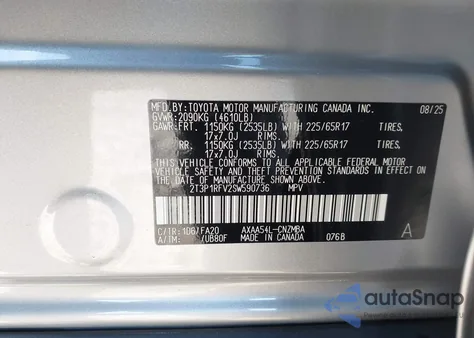 MFD.BY:TOYOTA MOTOR MANUFACTURING CANADA INC. 08/25
GVWR:2090KG (4610LB)
GAWR:FRT. 1150KG (2535LB) WITH 225/65R17 TIRES,
17x7.0J RIMS,
RR. 1150KG (2535LB) WITH 225/65R17 TIRES,
17x7.0J RIMS,
THIS VEHICLE CONFORMS TO ALL APPLICABLE FEDERAL MOTOR
VEHICLE SAFETY AND THEFT PREVENTION STANDARDS IN EFFECT
ON THE DATE OF MANUFACTURE SHOWN ABOVE.
2T3P1RFV2SW590736 MPV
C/TR: 1D6/FA20 AXAA54L-CNZMBA
A/TM: /UB80F MADE IN CANADA 076B A
autoSnap